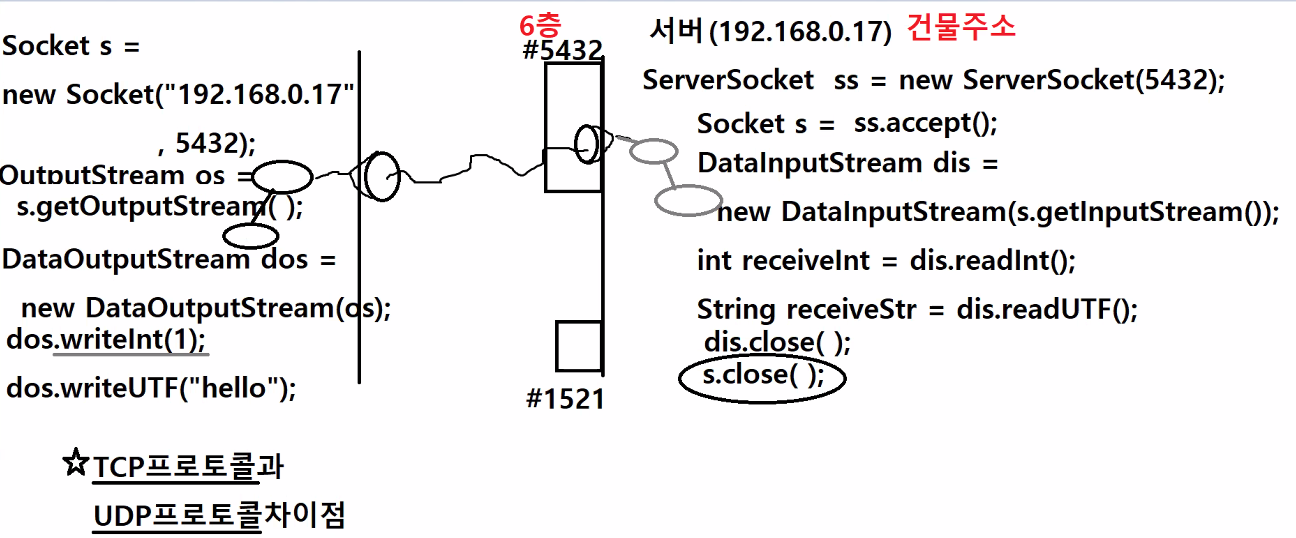 Socket s =
new Socket("192.168.0.17"
, 5432);
OutputStream os =
s.getOutputStream( );
DataOutputStream dos =
new DataOutputStream(os);
dos.writeInt(1);
dos.writeUTF("hello");
☆TCP프로토콜과
UDP프로토콜차이점
6층
#5432
#1521
서버(192.168.0.17) 건물주소
ServerSocket ss = new ServerSocket(5432);
Socket s = ss.accept();
DataInputStream dis =
new DataInputStream(s.getInputStream());
int receiveInt = dis.readInt();
String receiveStr = dis.readUTF();
dis.close( );
s.close( );